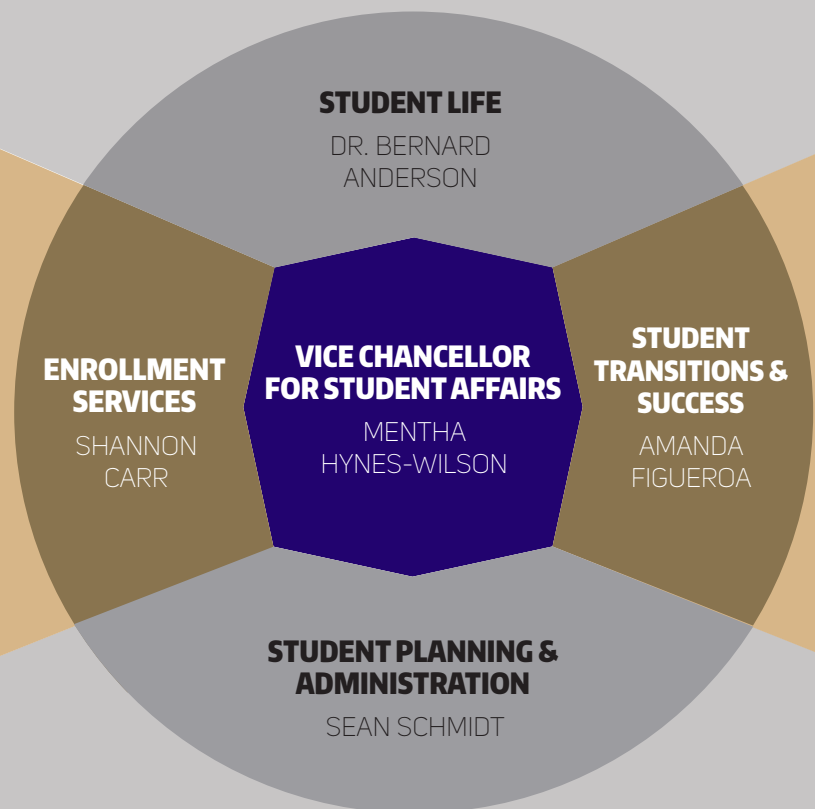 STUDENT LIFE
DR. BERNARD
ANDERSON
ENROLLMENT
SERVICES
SHANNON
CARR
VICE CHANCELLOR
FOR STUDENT AFFAIRS
MENTHA
HYNES-WILSON
STUDENT
TRANSITIONS &
SUCCESS
AMANDA
FIGUEROA
STUDENT PLANNING &
ADMINISTRATION
SEAN SCHMIDT